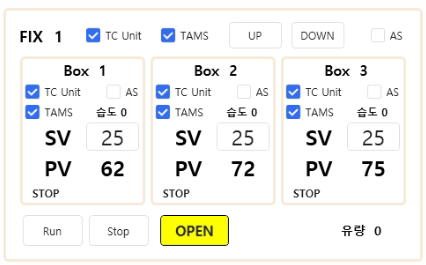 FIX 1 TC Unit TAMS UP DOWN AS
Box 1
TC Unit AS
TAMS 습도 0
SV 25
PV 62
STOP
Box 2
TC Unit AS
TAMS 습도 0
SV 25
PV 72
STOP
Box 3
TC Unit AS
TAMS 습도 0
SV 25
PV 75
STOP
Run Stop OPEN 유량 0